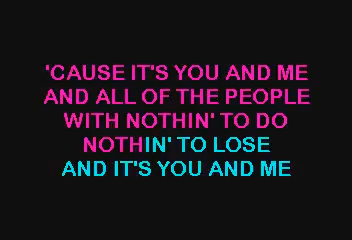 'CAUSE IT'S YOU AND ME
AND ALL OF THE PEOPLE
WITH NOTHIN' TO DO
NOTHIN' TO LOSE
AND IT'S YOU AND ME